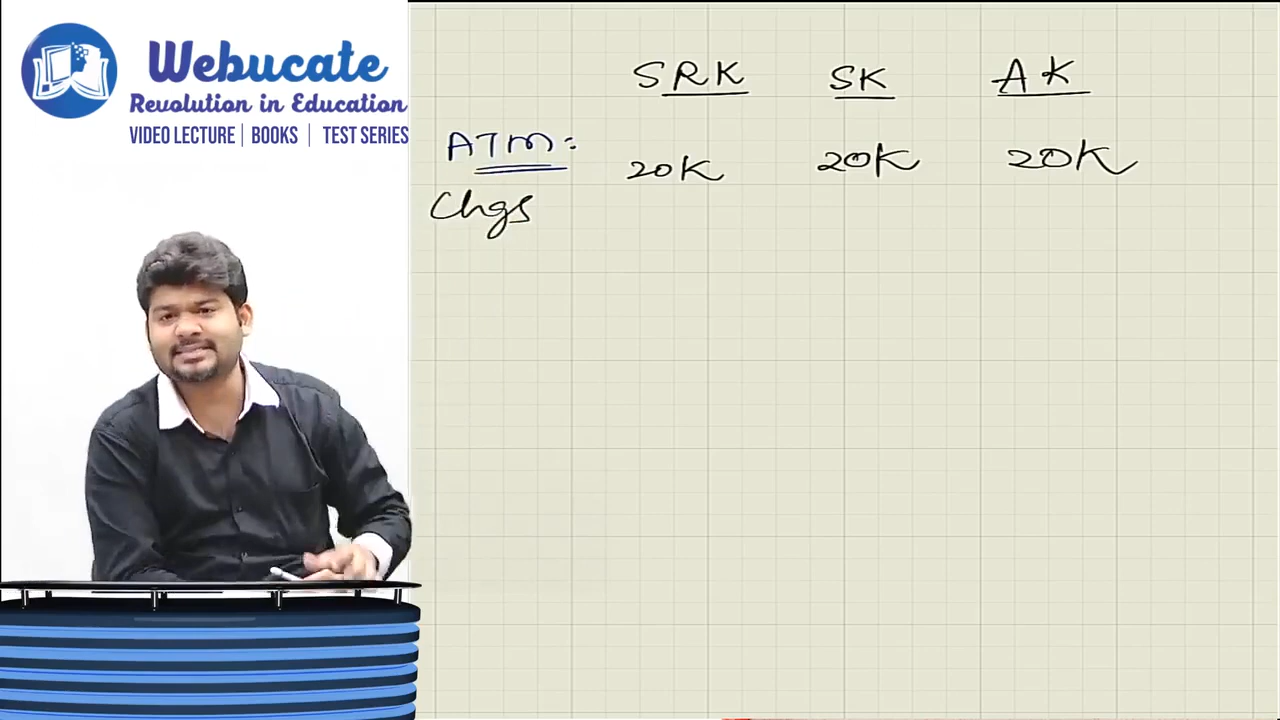 Webucate
Revolution in Education
VIDEO LECTURE | BOOKS | TEST SERIES
SRK SK AK
ATM: 20K 20K 20K
Chgs